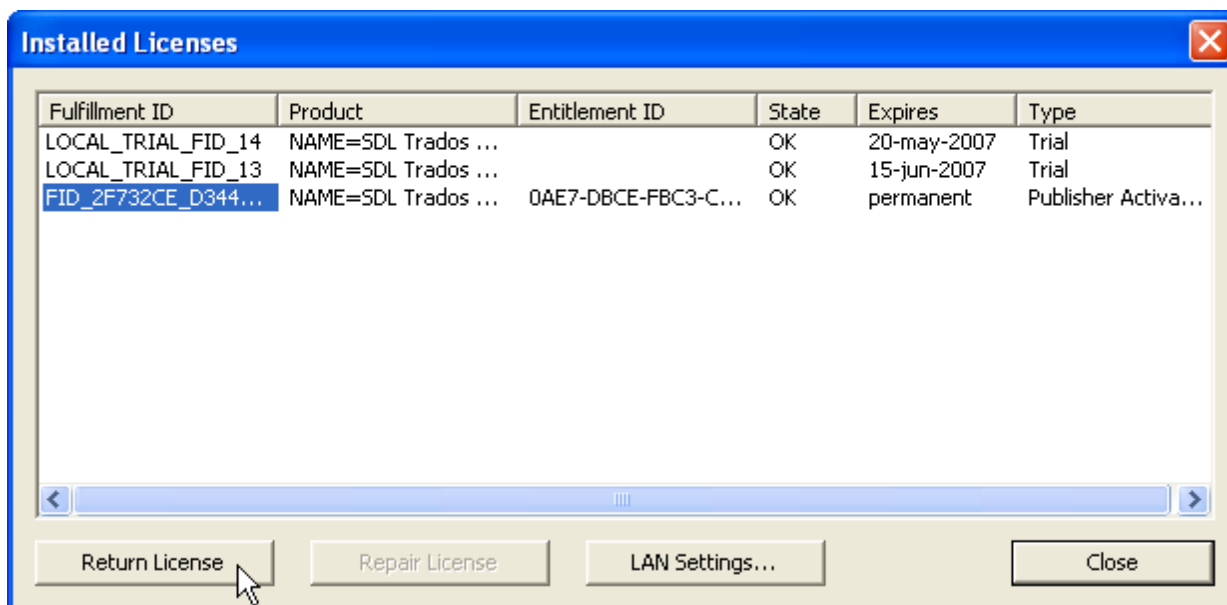 Installed Licenses
Fulfillment ID Product Entitlement ID State Expires Type
LOCAL_TRIAL_FID_14 NAME=SDL Trados ... OK 20-may-2007 Trial
LOCAL_TRIAL_FID_13 NAME=SDL Trados ... OK 15-jun-2007 Trial
FID_2F732CE_D344... NAME=SDL Trados ... 0AE7-DBCE-FBC3-C... OK permanent Publisher Activa...
Return License Repair License LAN Settings... Close